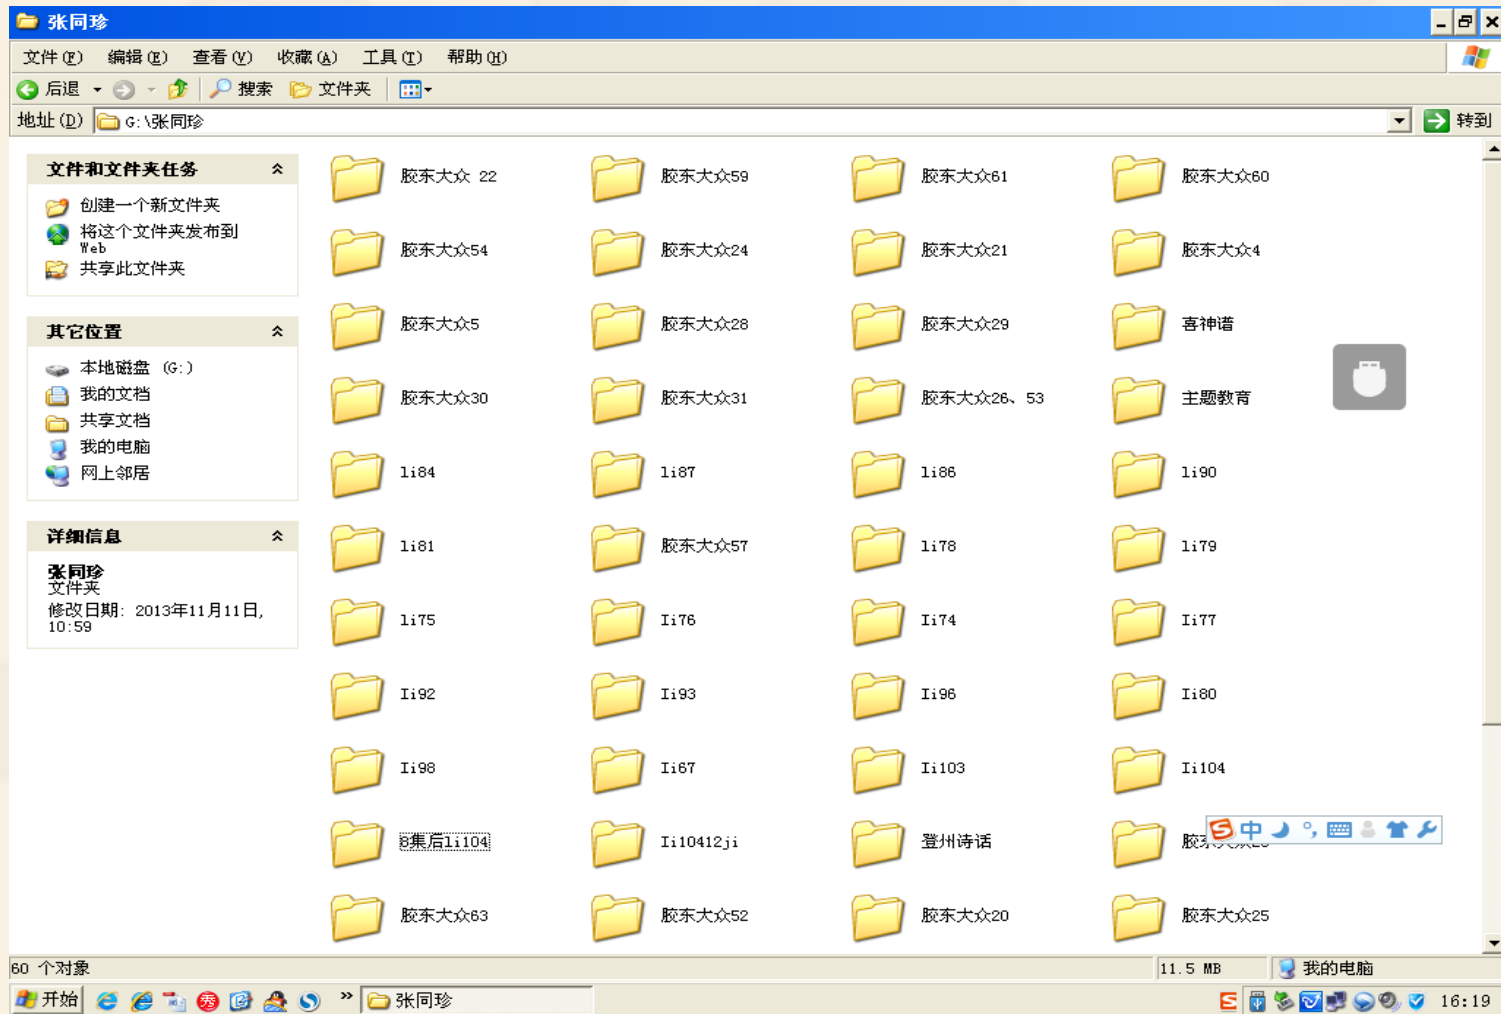 张同珍
文件(F) 编辑(E) 查看(V) 收藏(A) 工具(T) 帮助(H)
后退 搜索 文件夹
地址(D) G:\张同珍 转到
文件和文件夹任务
创建一个新文件夹
将这个文件夹发布到
Web
共享此文件夹
其它位置
本地磁盘 (G:)
我的文档
共享文档
我的电脑
网上邻居
详细信息
张同珍
文件夹
修改日期: 2013年11月11日,
10:59
胶东大众 22 胶东大众59 胶东大众61 胶东大众60
胶东大众54 胶东大众24 胶东大众21 胶东大众4
胶东大众5 胶东大众28 胶东大众29 喜神谱
胶东大众30 胶东大众31 胶东大众26、53 主题教育
li84 li87 li86 li90
li81 胶东大众57 li78 li79
li75 Ii76 Ii74 Ii77
Ii92 Ii93 Ii96 Ii80
Ii98 Ii67 Ii103 Ii104
8集后li104 Ii10412ji 登州诗话
中
胶东大众63 胶东大众52 胶东大众20 胶东大众25
60 个对象 11.5 MB 我的电脑
开始 张同珍 16:19